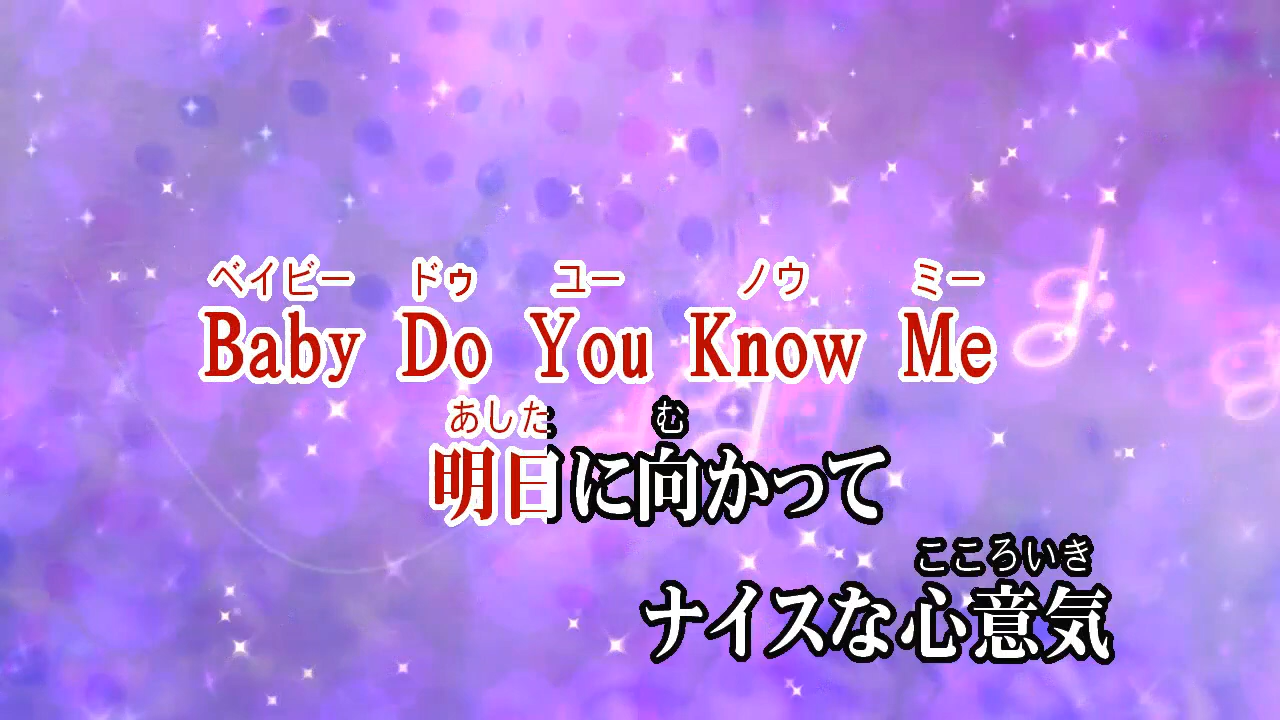 ベイビー ドゥ ユー ノウ ミー
Baby Do You Know Me
あした む
明日に向かって
こころいき
ナイスな心意気